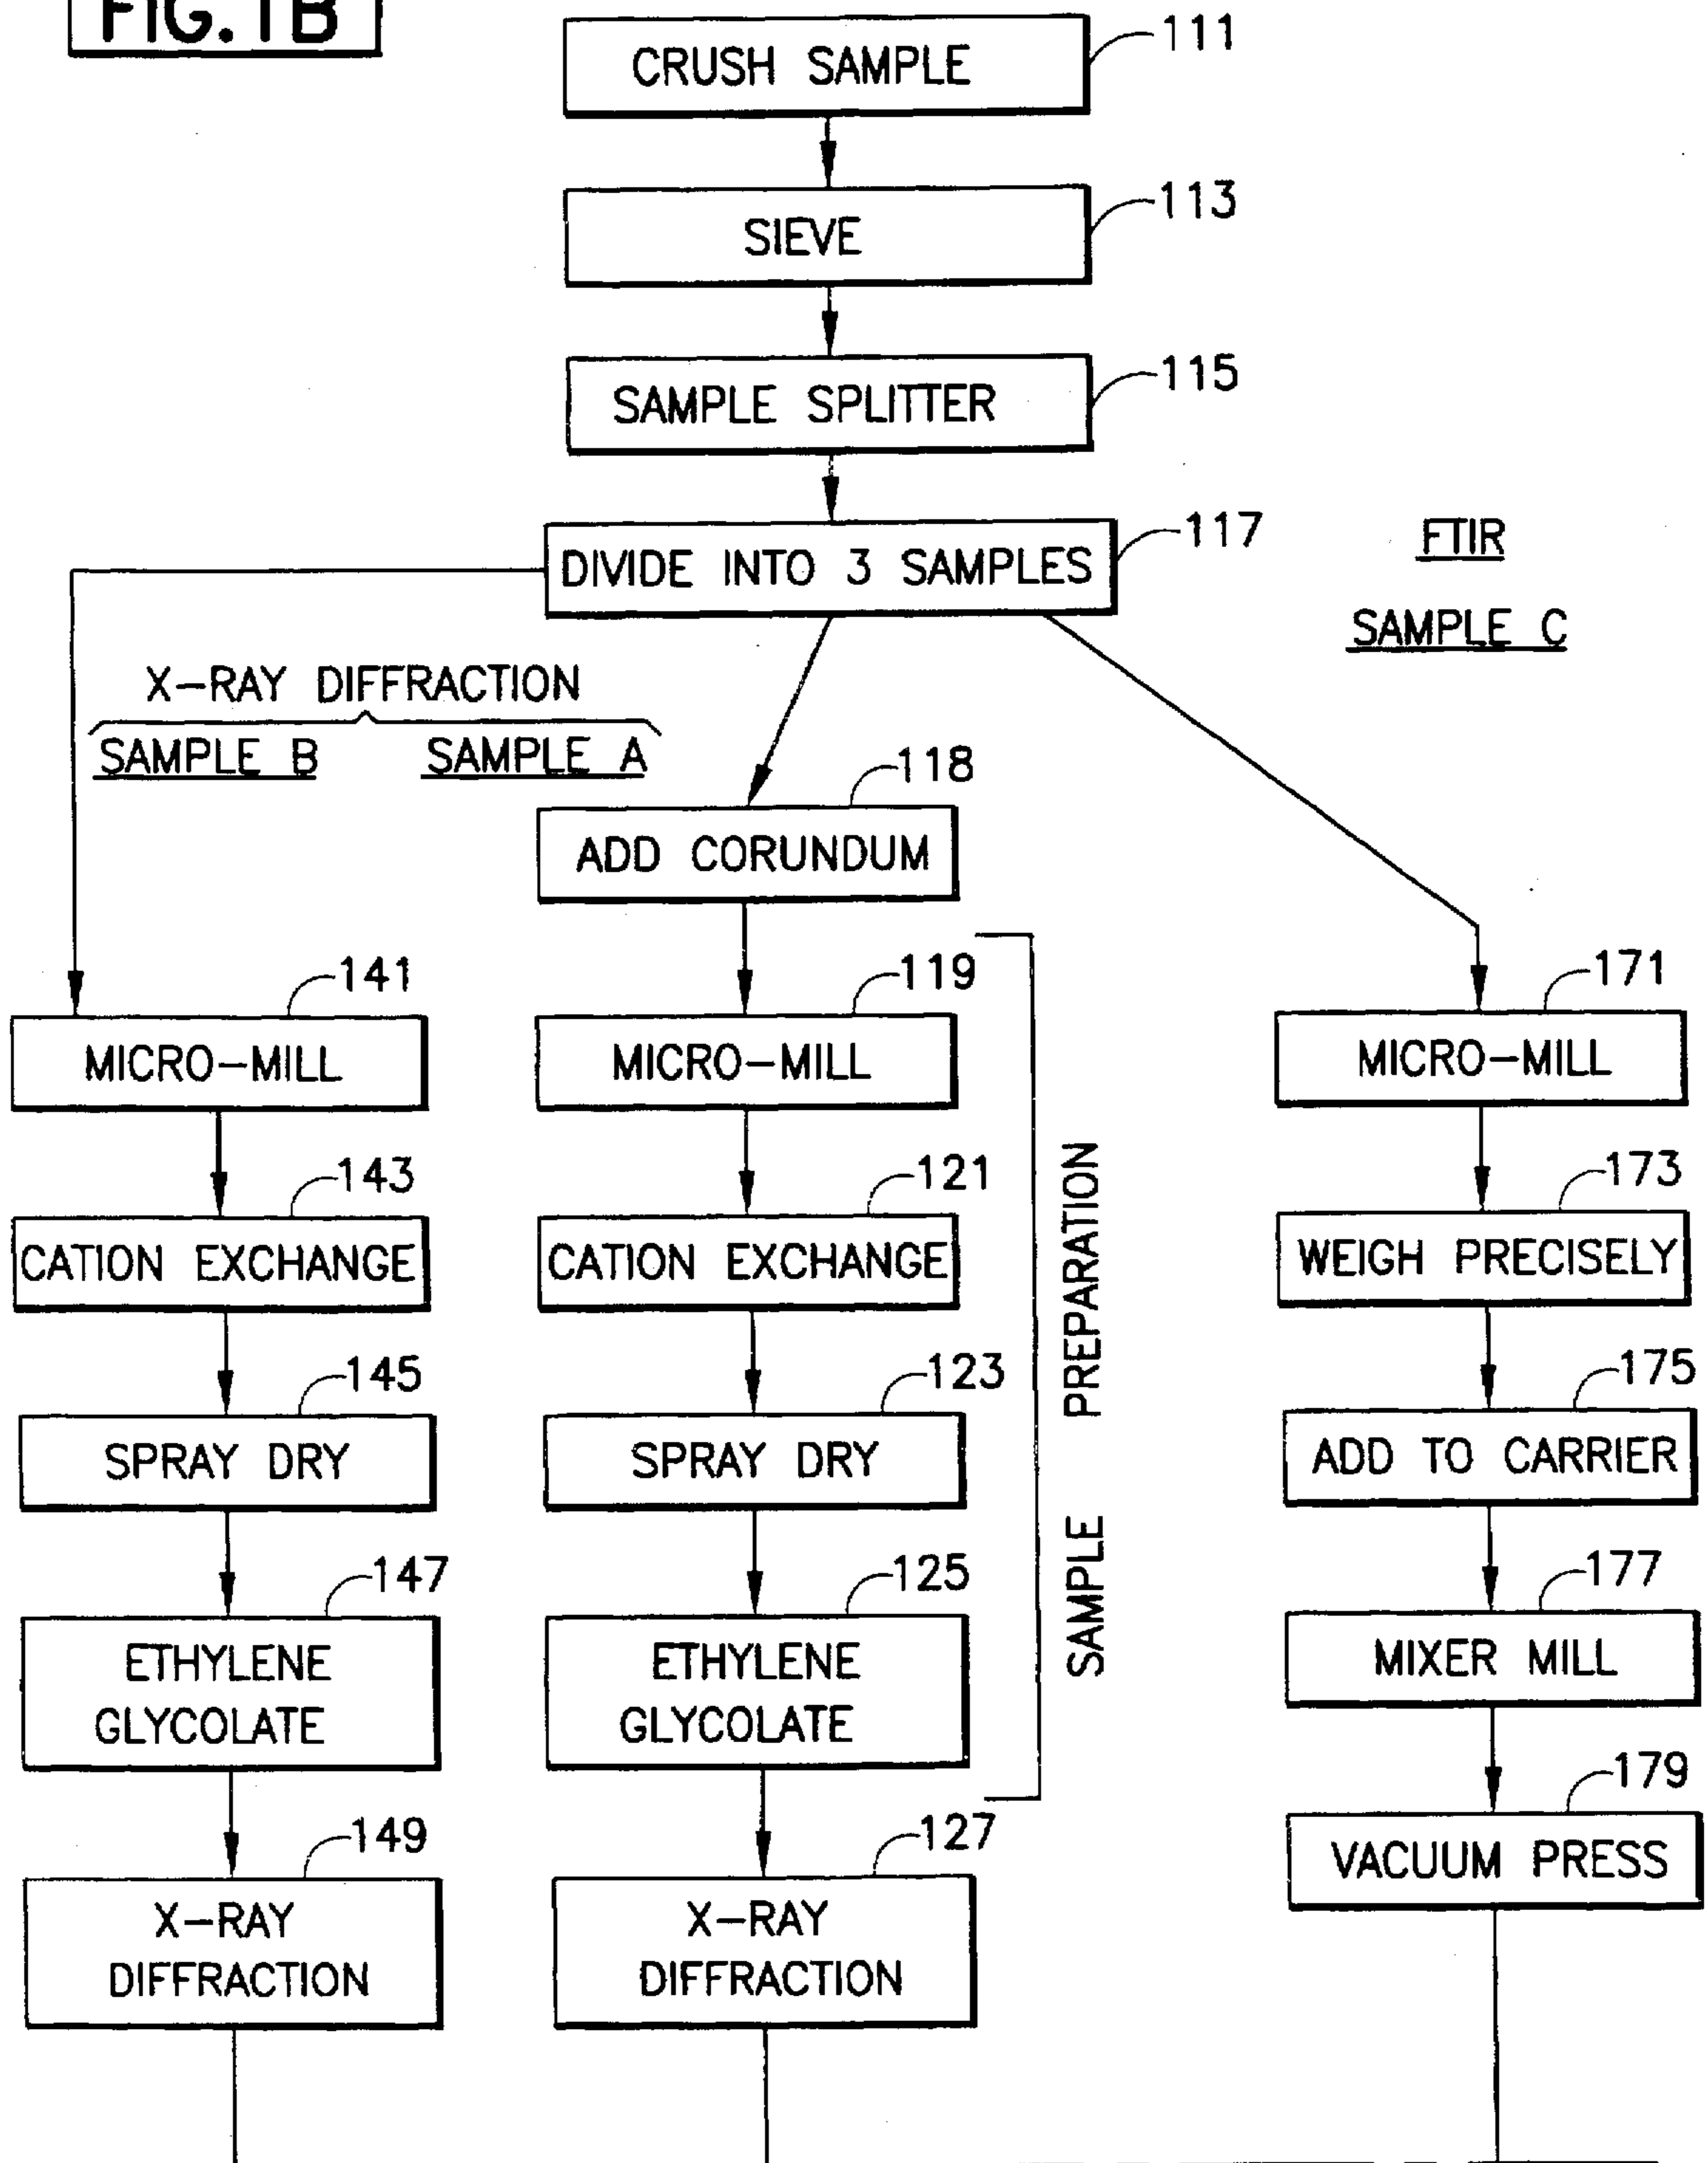 FIG. 1B
CRUSH SAMPLE
111
SIEVE
113
SAMPLE SPLITTER
115
DIVIDE INTO 3 SAMPLES
117
FTIR
SAMPLE C
X-RAY DIFFRACTION
SAMPLE B SAMPLE A
118
ADD CORUNDUM
141
MICRO-MILL
143
CATION EXCHANGE
145
SPRAY DRY
147
ETHYLENE
GLYCOLATE
149
X-RAY
DIFFRACTION
119
MICRO-MILL
121
CATION EXCHANGE
123
SPRAY DRY
125
ETHYLENE
GLYCOLATE
127
X-RAY
DIFFRACTION
SAMPLE PREPARATION
171
MICRO-MILL
173
WEIGH PRECISELY
175
ADD TO CARRIER
177
MIXER MILL
179
VACUUM PRESS